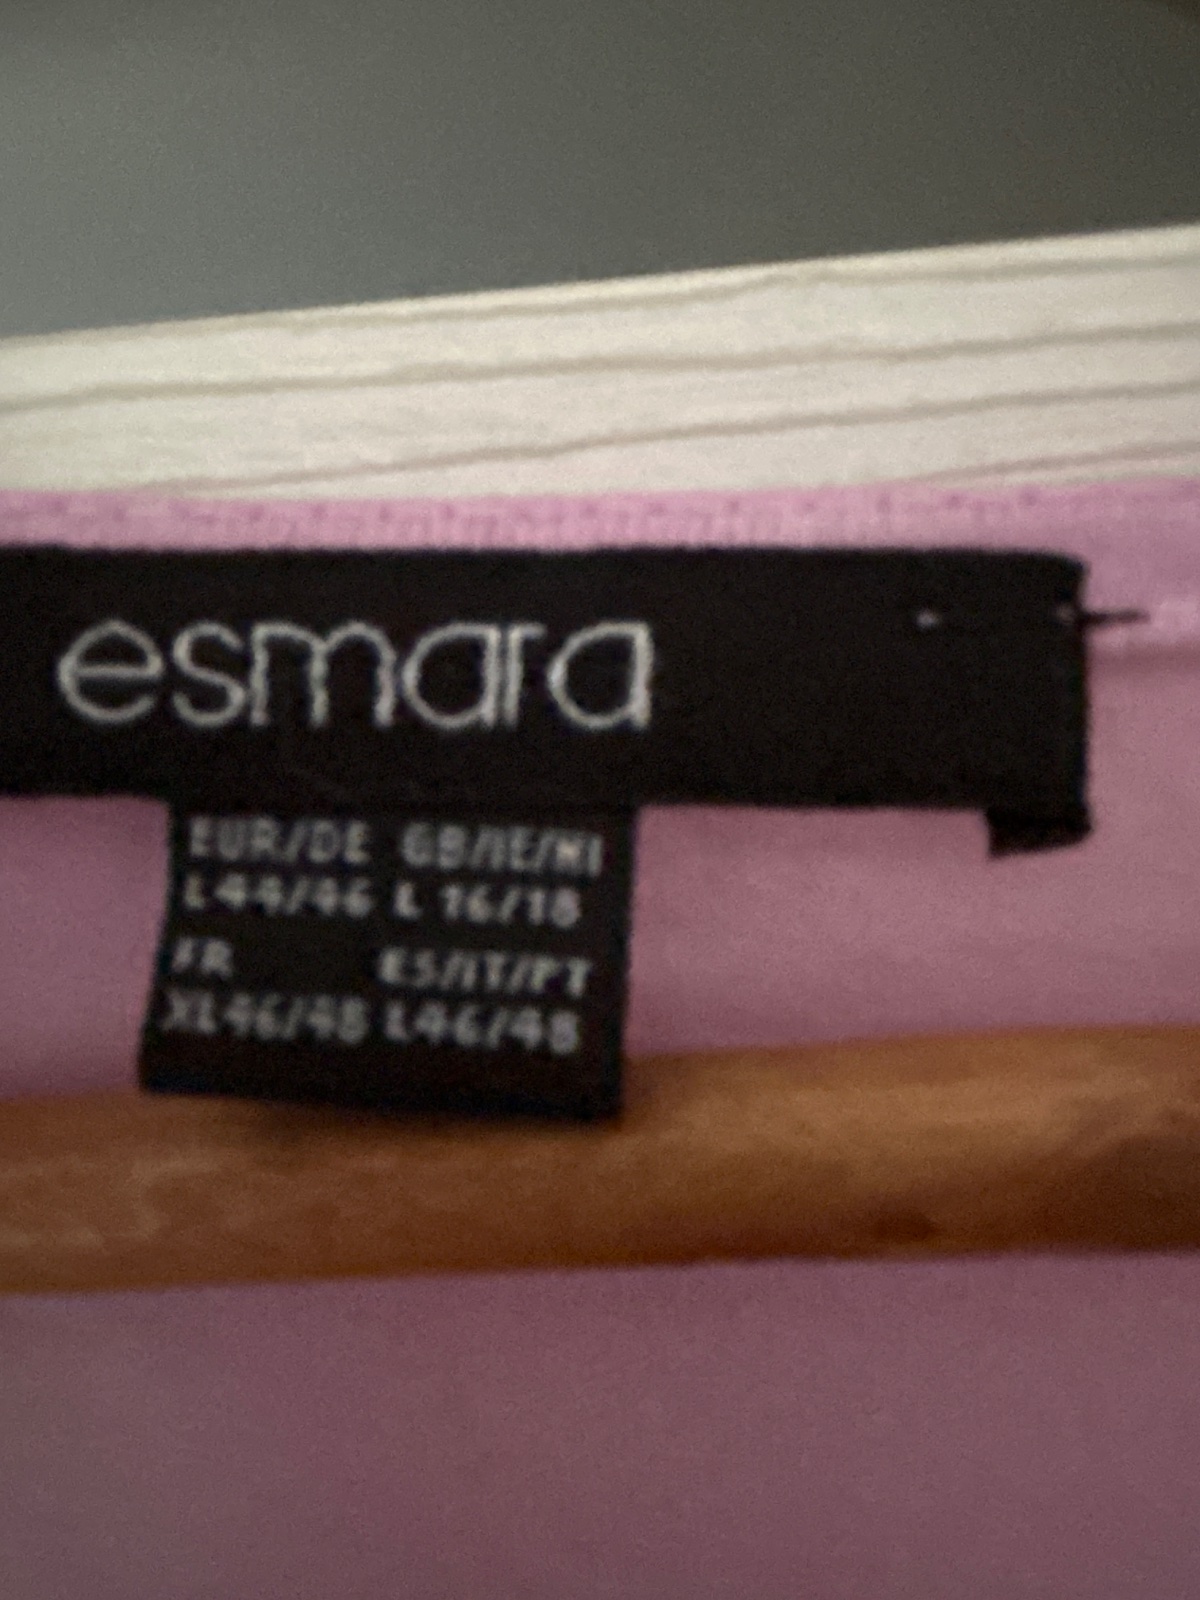 esmara
EUR/DE GB/IE/NI
L 44/46 L 16/18
FR ES/IT/PT
XL 46/48 L 46/48